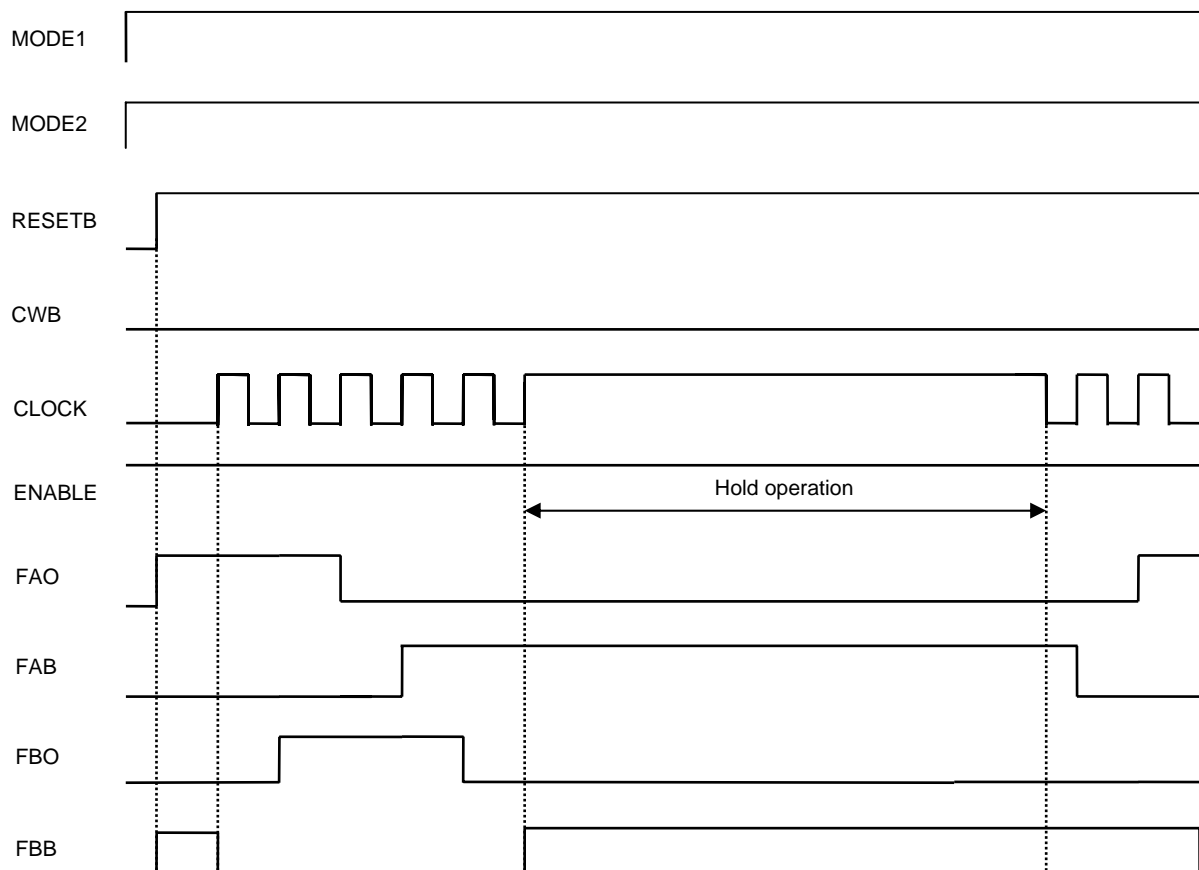 MODE1
MODE2
RESETB
CWB
CLOCK
ENABLE
Hold operation
FAO
FAB
FBO
FBB